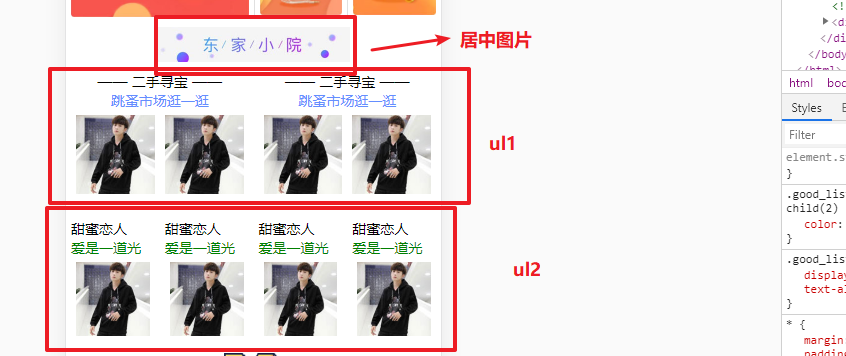 东/家/小/院
居中图片
—— 二手寻宝 —— —— 二手寻宝 ——
跳蚤市场逛一逛 跳蚤市场逛一逛
ul1
甜蜜恋人 甜蜜恋人 甜蜜恋人 甜蜜恋人
爱是一道光 爱是一道光 爱是一道光 爱是一道光
ul2
<!
<d
</di
</body
</html>
html bod
Styles
Filter
element.s
}
.good_lis
child(2)
color:
}
.good_lis
display
text-al
}
* {
margin:
padding